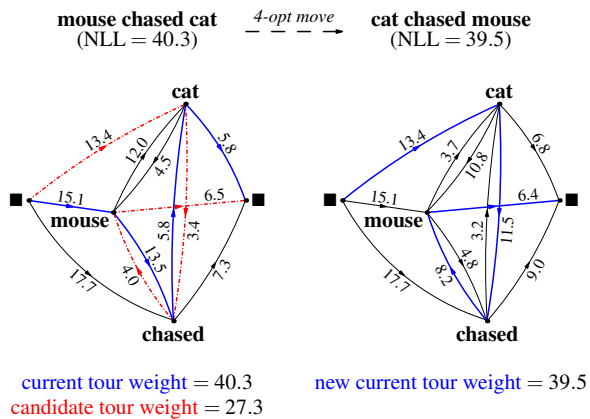 mouse chased cat
(NLL = 40.3)
4-opt move
cat chased mouse
(NLL = 39.5)
cat
13.4
12.0
4.5
5.8
15.1
mouse
6.5
13.5
5.8
3.4
4.0
17.7
7.3
chased
cat
13.4
3.7
10.8
6.8
15.1
mouse
6.4
3.2
11.5
4.8
8.2
17.7
9.0
chased
current tour weight = 40.3
candidate tour weight = 27.3
new current tour weight = 39.5